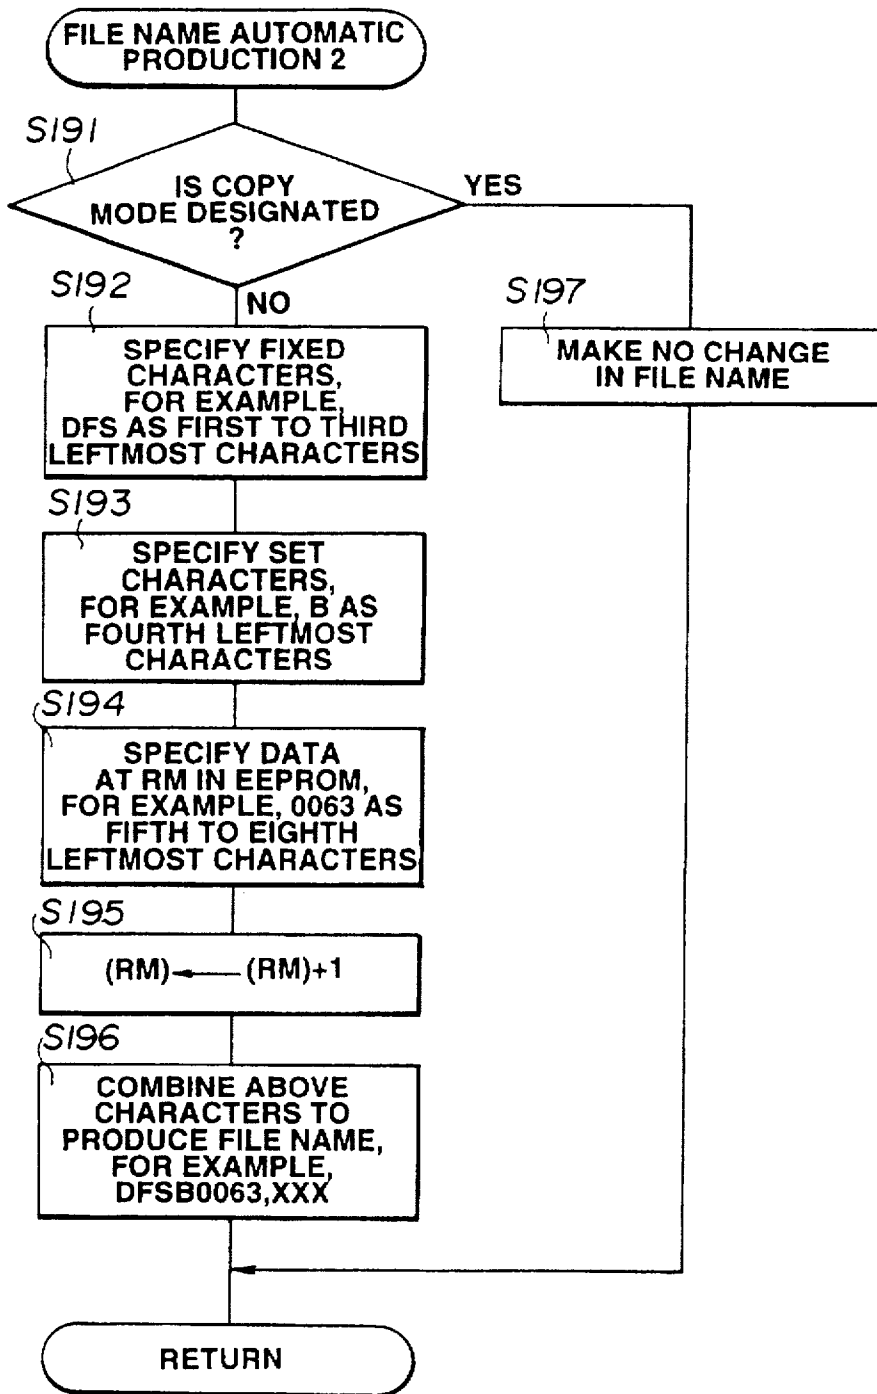 FILE NAME AUTOMATIC
PRODUCTION 2
S191
IS COPY
MODE DESIGNATED
?
YES
NO
S192
SPECIFY FIXED
CHARACTERS,
FOR EXAMPLE,
DFS AS FIRST TO THIRD
LEFTMOST CHARACTERS
S197
MAKE NO CHANGE
IN FILE NAME
S193
SPECIFY SET
CHARACTERS,
FOR EXAMPLE, B AS
FOURTH LEFTMOST
CHARACTERS
S194
SPECIFY DATA
AT RM IN EEPROM,
FOR EXAMPLE, 0063 AS
FIFTH TO EIGHTH
LEFTMOST CHARACTERS
S195
(RM) ← (RM)+1
S196
COMBINE ABOVE
CHARACTERS TO
PRODUCE FILE NAME,
FOR EXAMPLE,
DFSB0063,XXX
RETURN